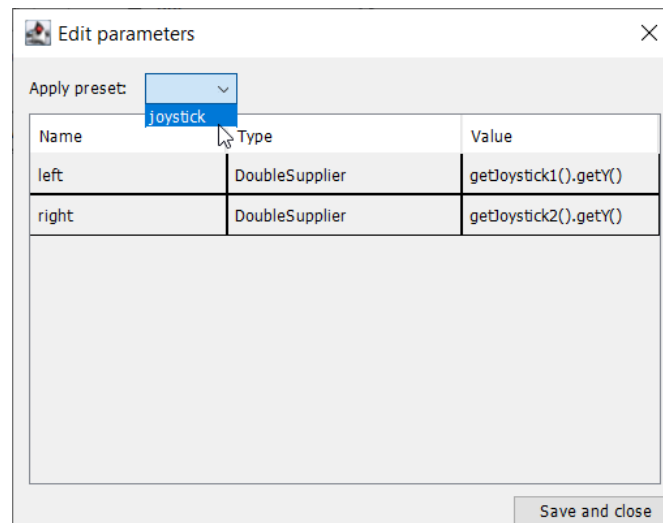 Edit parameters
Apply preset:
joystick
Name Type Value
left DoubleSupplier getJoystick1().getY()
right DoubleSupplier getJoystick2().getY()
Save and close